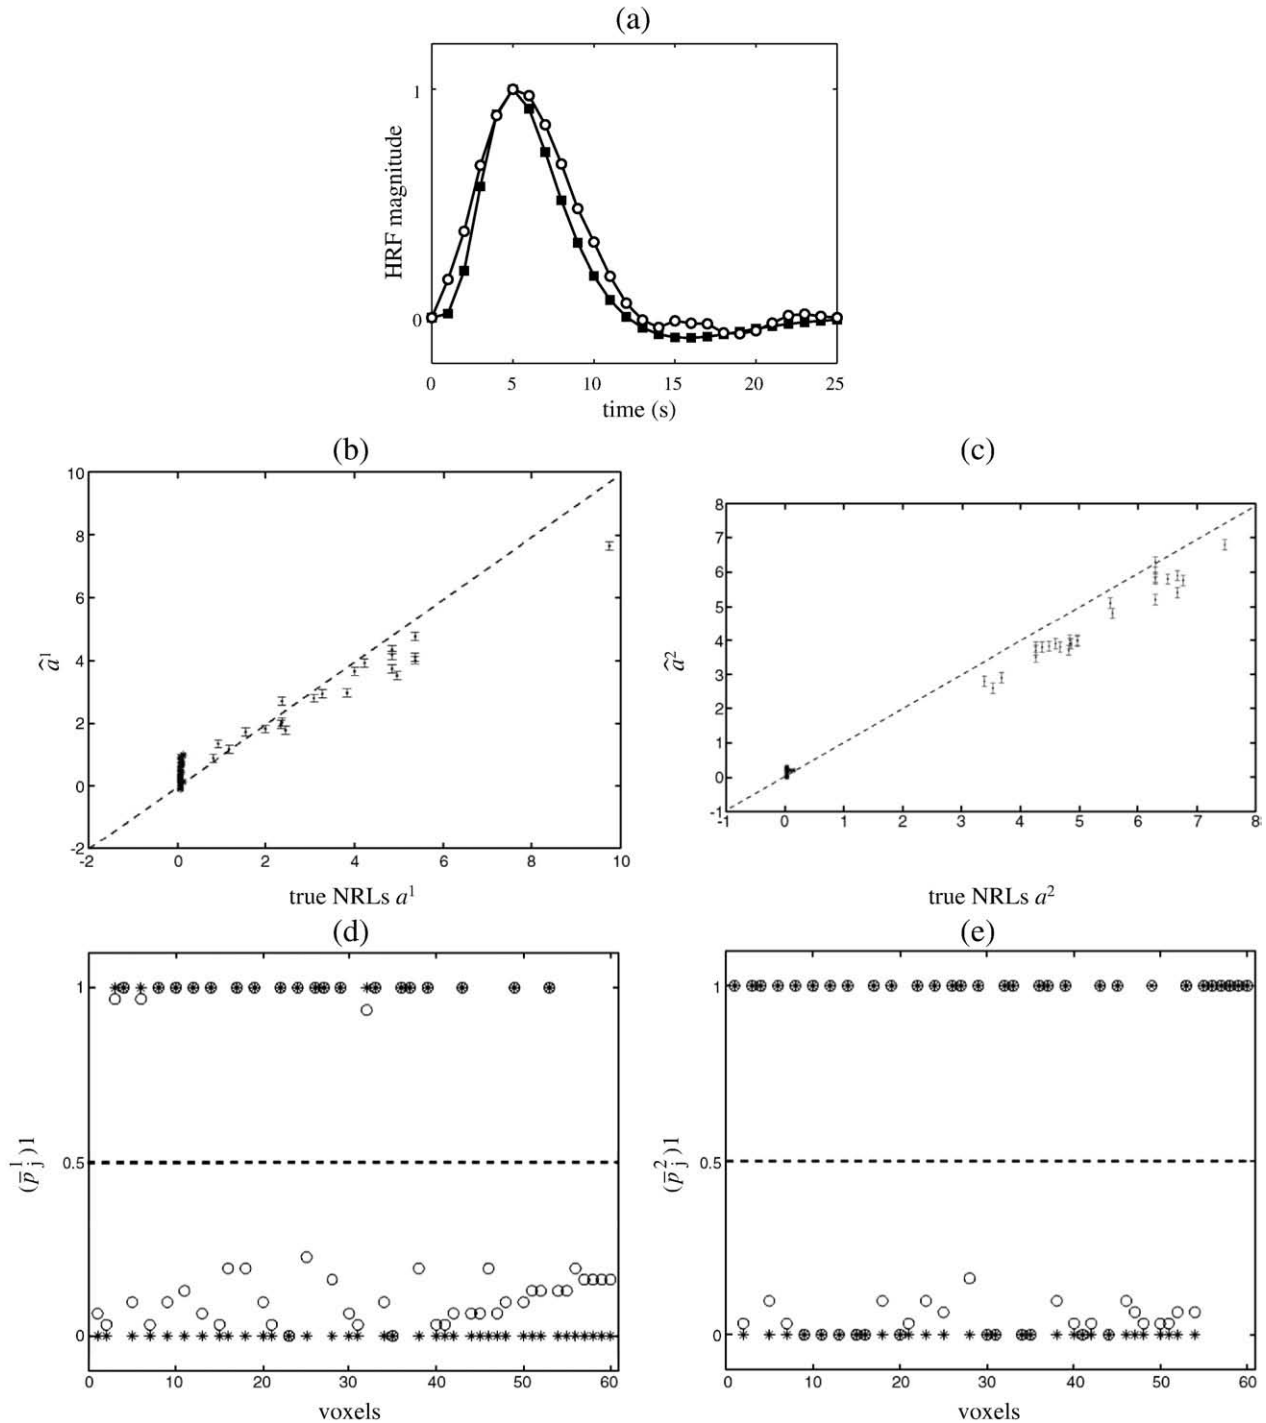 (a)
1
0
HRF magnitude
0 5 10 15 20 25
time (s)
(b)
10
8
6
4
2
0
-2
â¹
-2 0 2 4 6 8 10
true NRLs a¹
(c)
8
7
6
5
4
3
2
1
0
-1
â²
-1 0 1 2 3 4 5 6 7 8
true NRLs a²
(d)
1
0.5
0
(p̅¹j)1
0 10 20 30 40 50 60
voxels
(e)
1
0.5
0
(p̅²j)1
0 10 20 30 40 50 60
voxels